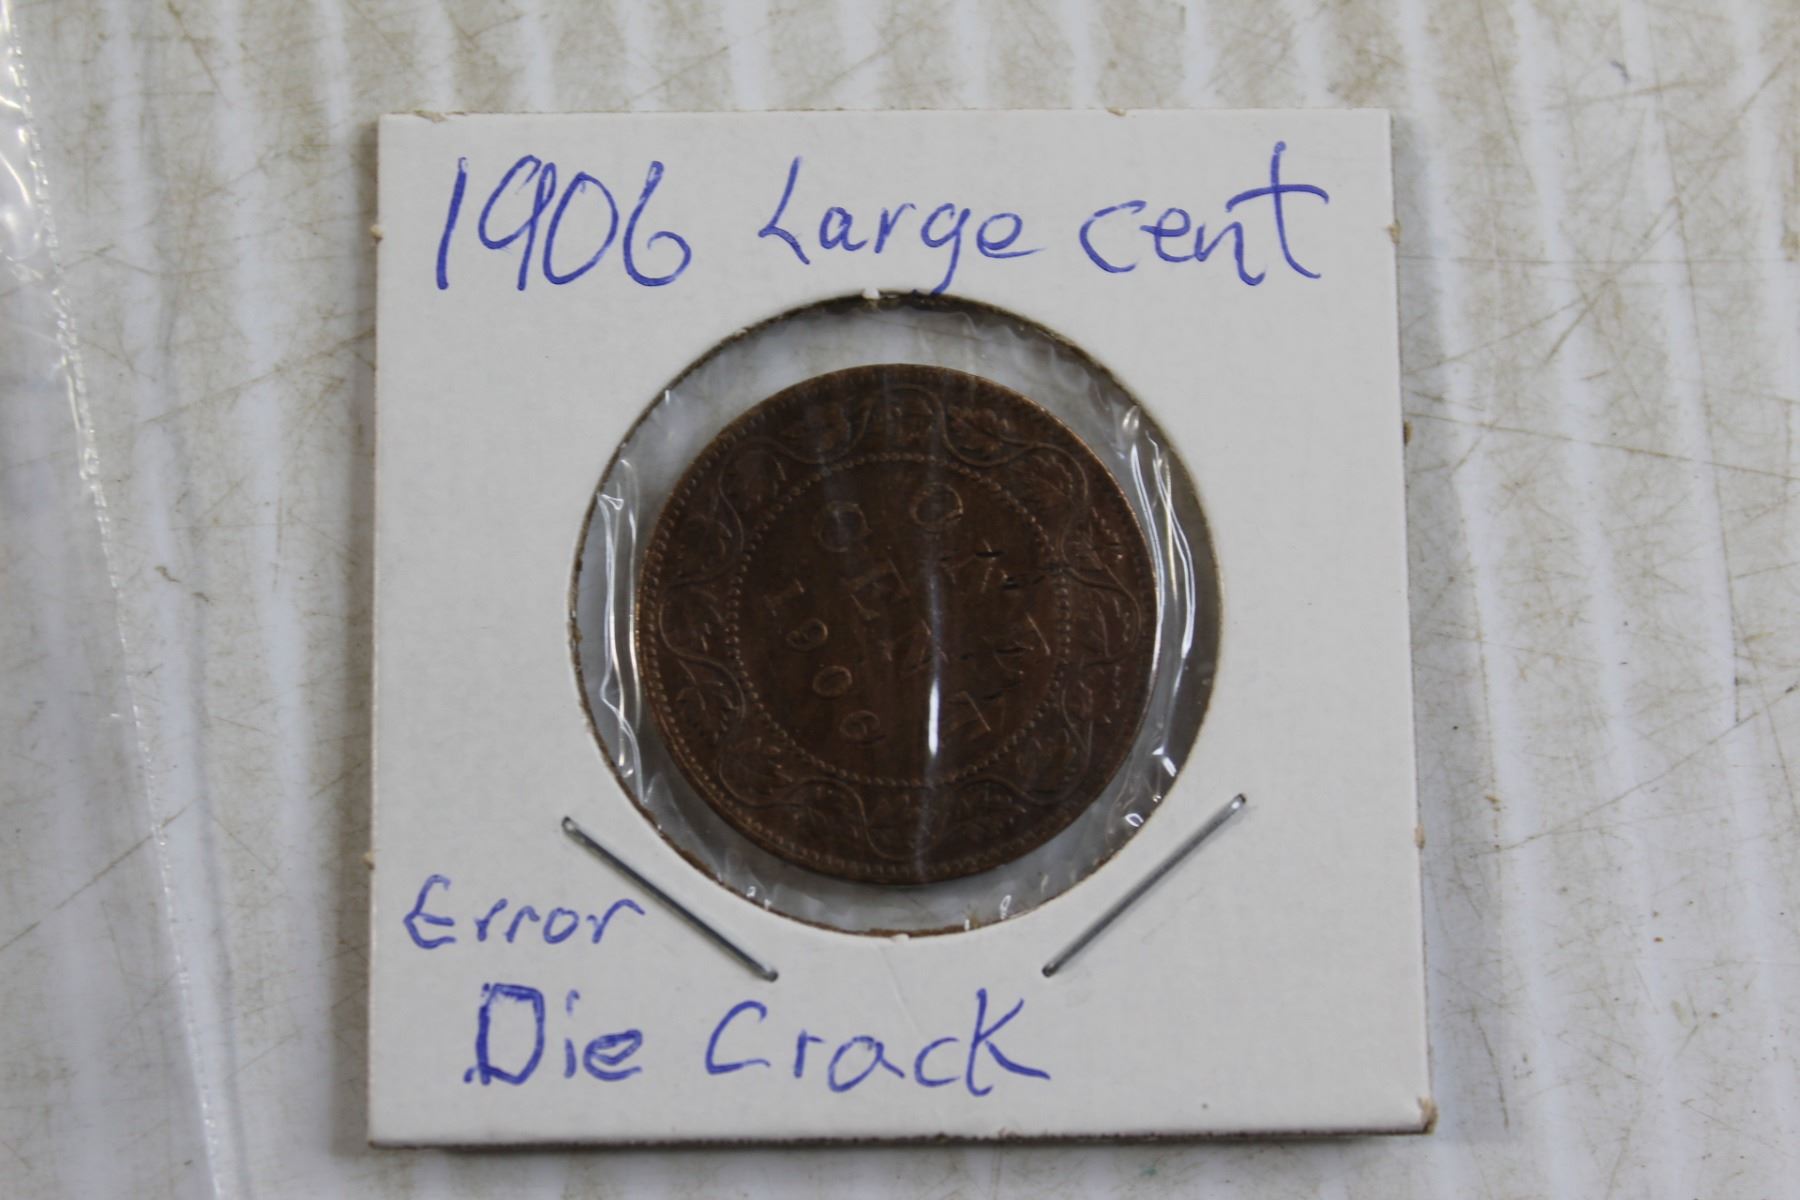 1906 Large cent
ONE
CENT
1906
Error
Die Crack